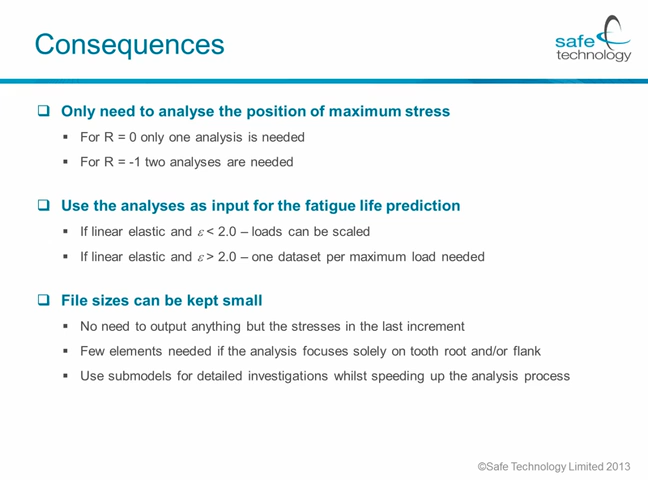 Consequences
safe
technology
❑ Only need to analyse the position of maximum stress
▪ For R = 0 only one analysis is needed
▪ For R = -1 two analyses are needed
❑ Use the analyses as input for the fatigue life prediction
▪ If linear elastic and ε < 2.0 – loads can be scaled
▪ If linear elastic and ε > 2.0 – one dataset per maximum load needed
❑ File sizes can be kept small
▪ No need to output anything but the stresses in the last increment
▪ Few elements needed if the analysis focuses solely on tooth root and/or flank
▪ Use submodels for detailed investigations whilst speeding up the analysis process
©Safe Technology Limited 2013